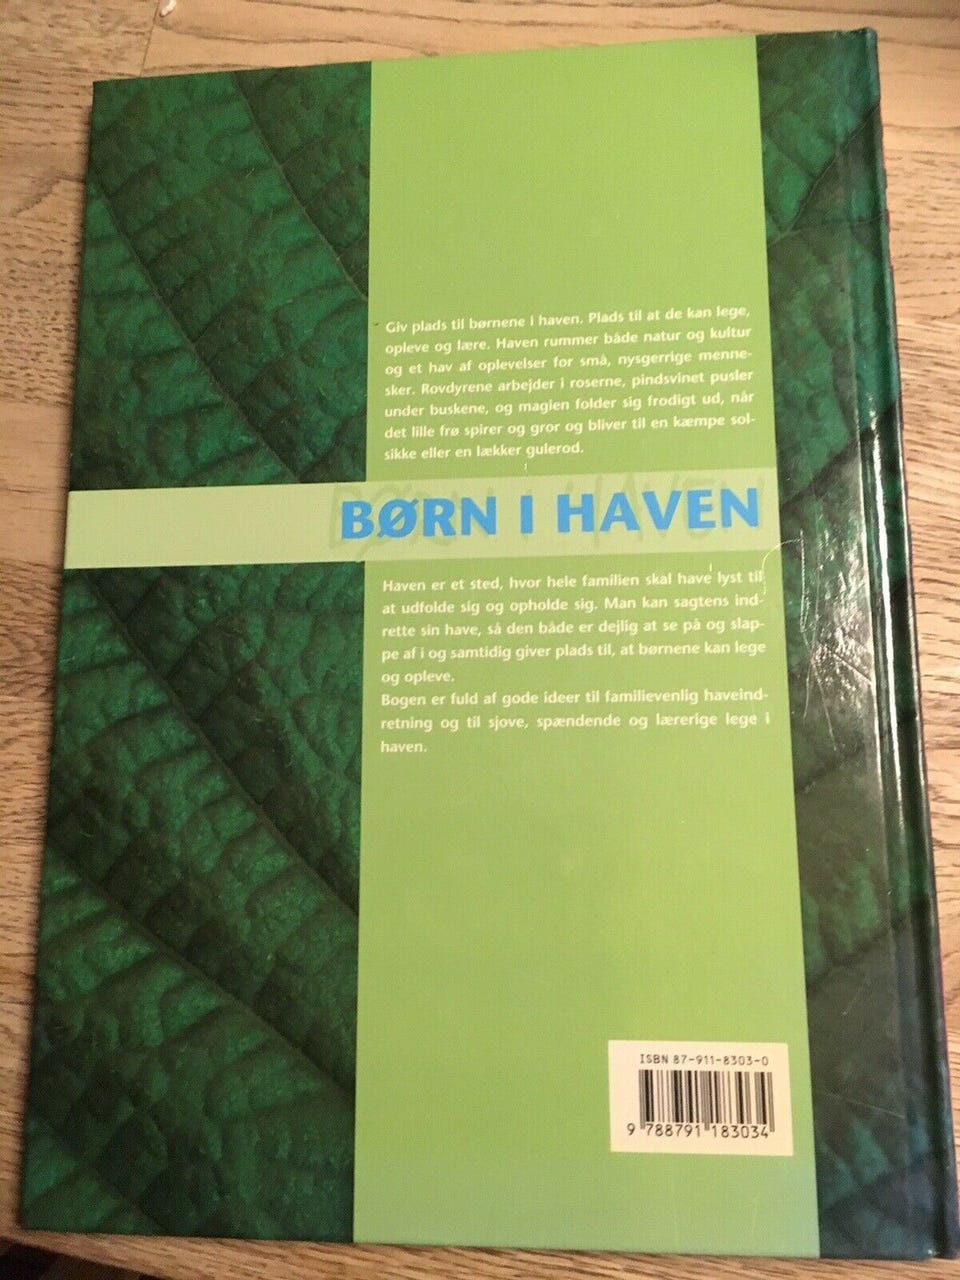 Giv plads til børnene i haven. Plads til at de kan lege,
opleve og lære. Haven rummer både natur og kultur
og et hav af oplevelser for små, nysgerrige menne-
sker. Rovdyrene arbejder i roserne, pindsvinet pusler
under buskene, og magien folder sig frodigt ud, når
det lille frø spirer og gror og bliver til en kæmpe sol-
sikke eller en lækker gulerod.
BØRN I HAVEN
Haven er et sted, hvor hele familien skal have lyst til
at udfolde sig og opholde sig. Man kan sagtens ind-
rette sin have, så den både er dejlig at se på og slap-
pe af i og samtidig giver plads til, at børnene kan lege
og opleve.
Bogen er fuld af gode ideer til familievenlig haveind-
retning og til sjove, spændende og lærerige lege i
haven.
ISBN 87-911-8303-0
9 788791 183034